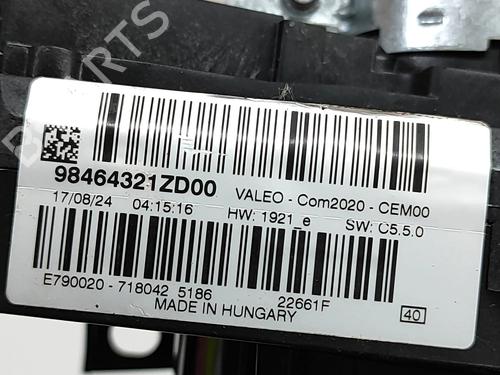 98464321ZD00 VALEO - Com2020 - CEM00
17/08/24 04:15:16 HW: 1921_e SW: C5.5.0
E790020 - 718042 5186 22661F
MADE IN HUNGARY 40